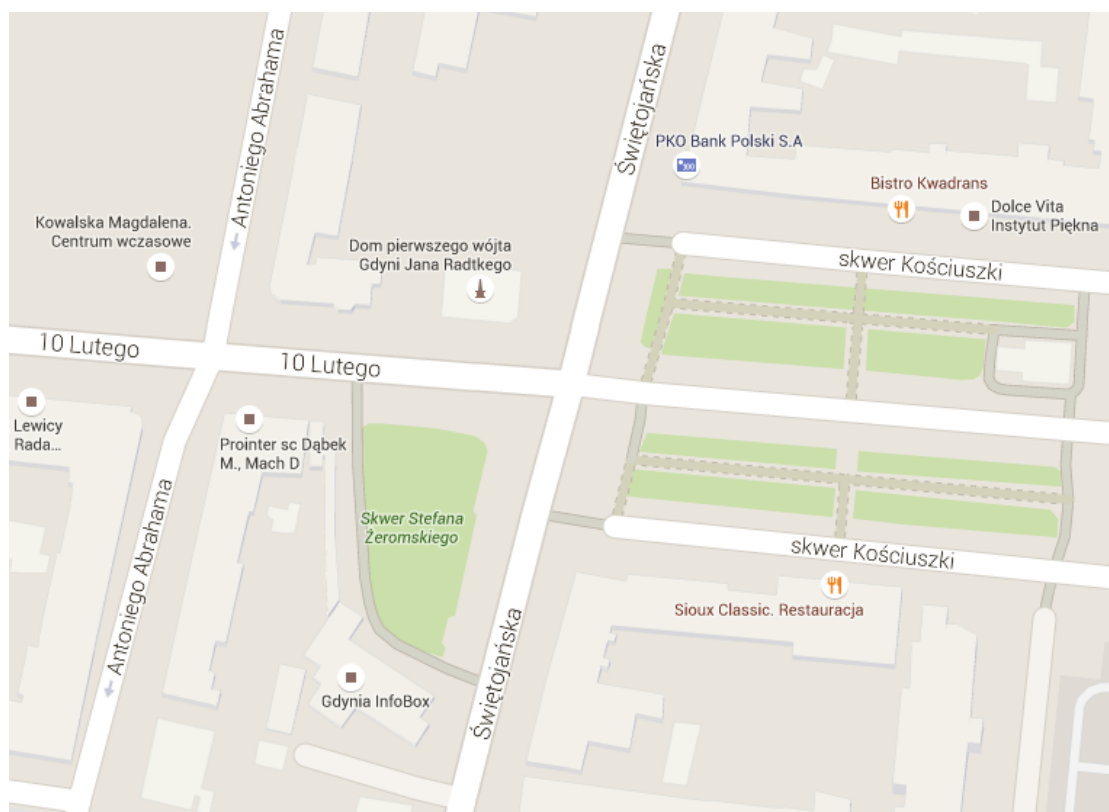 Antoniego Abrahama
Świętojańska
PKO Bank Polski S.A
100
Bistro Kwadrans
Dolce Vita
Instytut Piękna
Kowalska Magdalena.
Centrum wczasowe
Dom pierwszego wójta
Gdyni Jana Radtkego
skwer Kościuszki
10 Lutego
10 Lutego
Lewicy
Rada...
Prointer sc Dąbek
M., Mach D
Skwer Stefana
Żeromskiego
skwer Kościuszki
Antoniego Abrahama
Sioux Classic. Restauracja
Świętojańska
Gdynia InfoBox